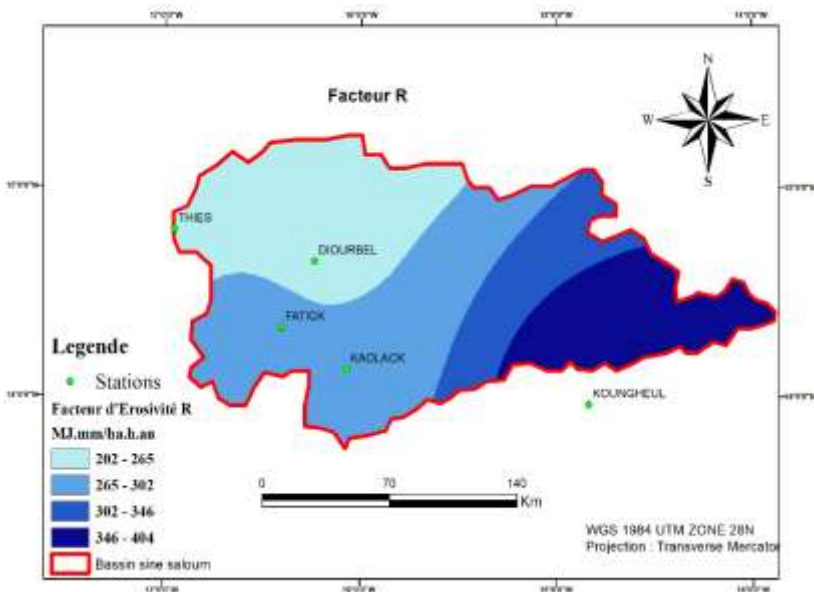 Facteur R
N
W
E
S
THIES
DIOURBEL
FATICK
KAOLACK
KOUNGHEUL
Legende
Stations
Facteur d'Erosivité R
MJ.mm/ha.h.an
202 - 265
265 - 302
302 - 346
346 - 404
Bassin sine saloum
0 70 140
Km
WGS 1984 UTM ZONE 28N
Projection : Transverse Mercator